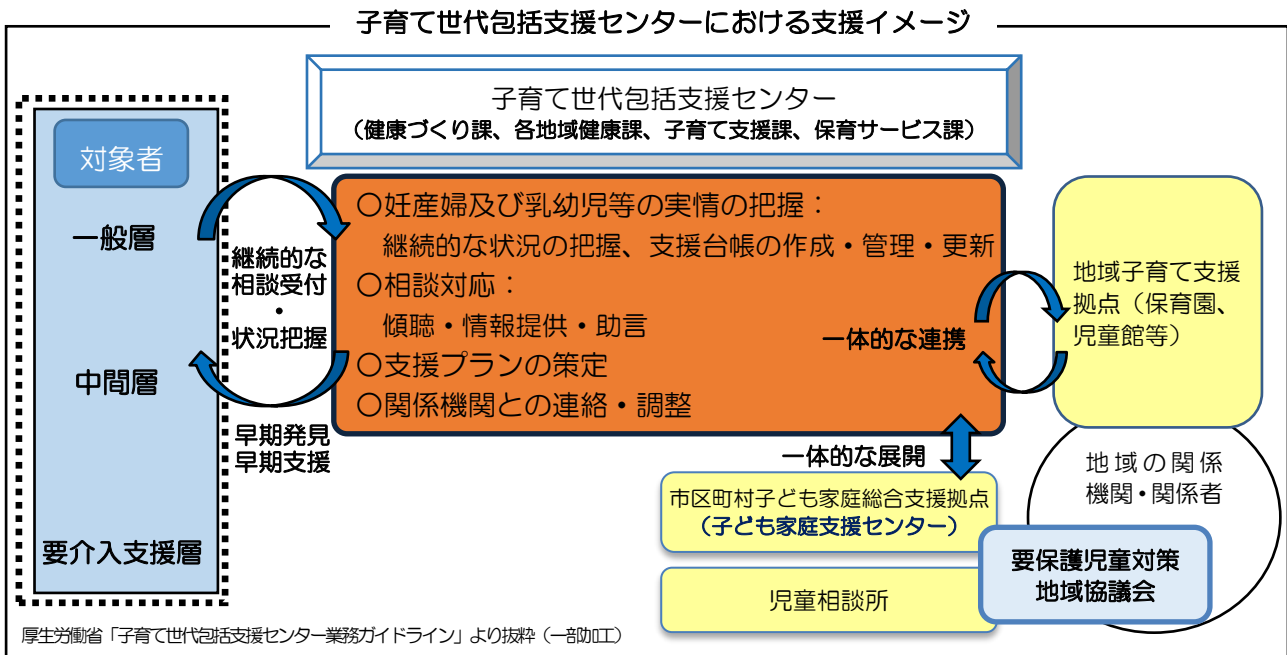 子育て世代包括支援センターにおける支援イメージ
子育て世代包括支援センター
（健康づくり課、各地域健康課、子育て支援課、保育サービス課）
対象者
一般層
中間層
要介入支援層
継続的な
相談受付
・
状況把握
早期発見
早期支援
○妊産婦及び乳幼児等の実情の把握：
継続的な状況の把握、支援台帳の作成・管理・更新
○相談対応：
傾聴・情報提供・助言
○支援プランの策定
○関係機関との連絡・調整
一体的な連携
地域子育て支援
拠点（保育園、
児童館等）
一体的な展開
市区町村子ども家庭総合支援拠点
（子ども家庭支援センター）
児童相談所
地域の関係
機関・関係者
要保護児童対策
地域協議会
厚生労働省「子育て世代包括支援センター業務ガイドライン」より抜粋（一部加工）